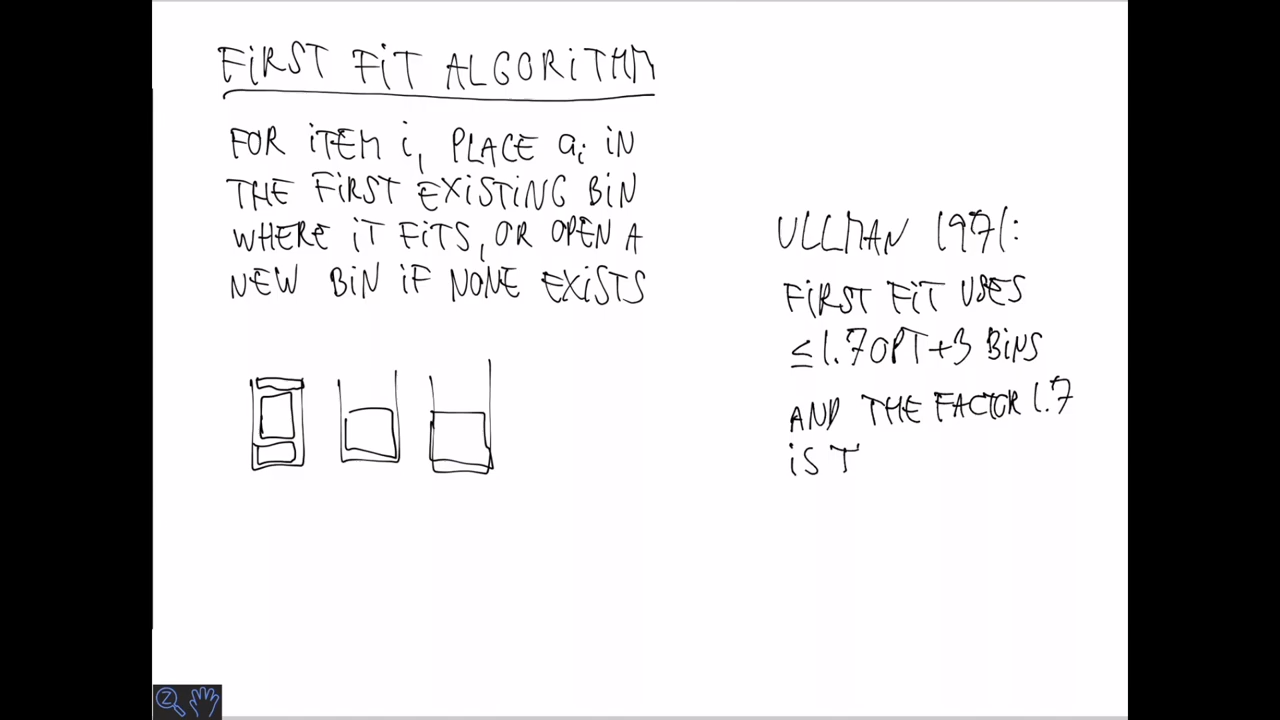 FIRST FIT ALGORITHM
FOR ITEM i, PLACE ai IN
THE FIRST EXISTING BIN
WHERE IT FITS, OR OPEN A
NEW BIN IF NONE EXISTS
ULLMAN 1971:
FIRST FIT USES
≤1.7OPT+3 BINS
AND THE FACTOR 1.7
IS T
Z